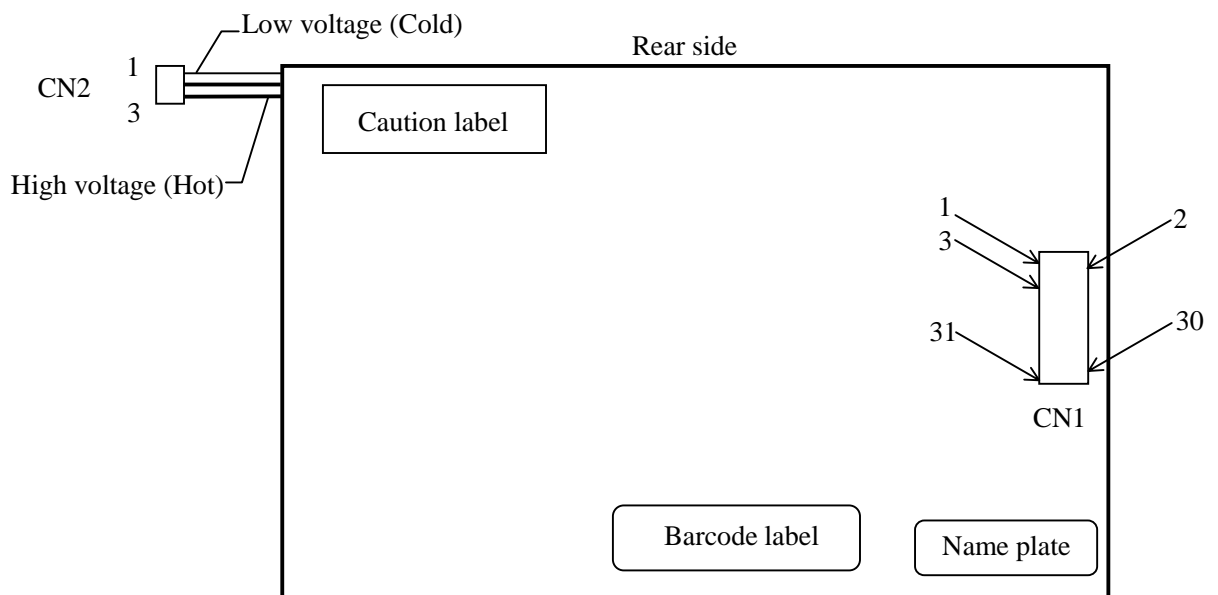 Low voltage (Cold)
Rear side
1
CN2
3
Caution label
High voltage (Hot)
1
2
3
31
30
CN1
Barcode label
Name plate